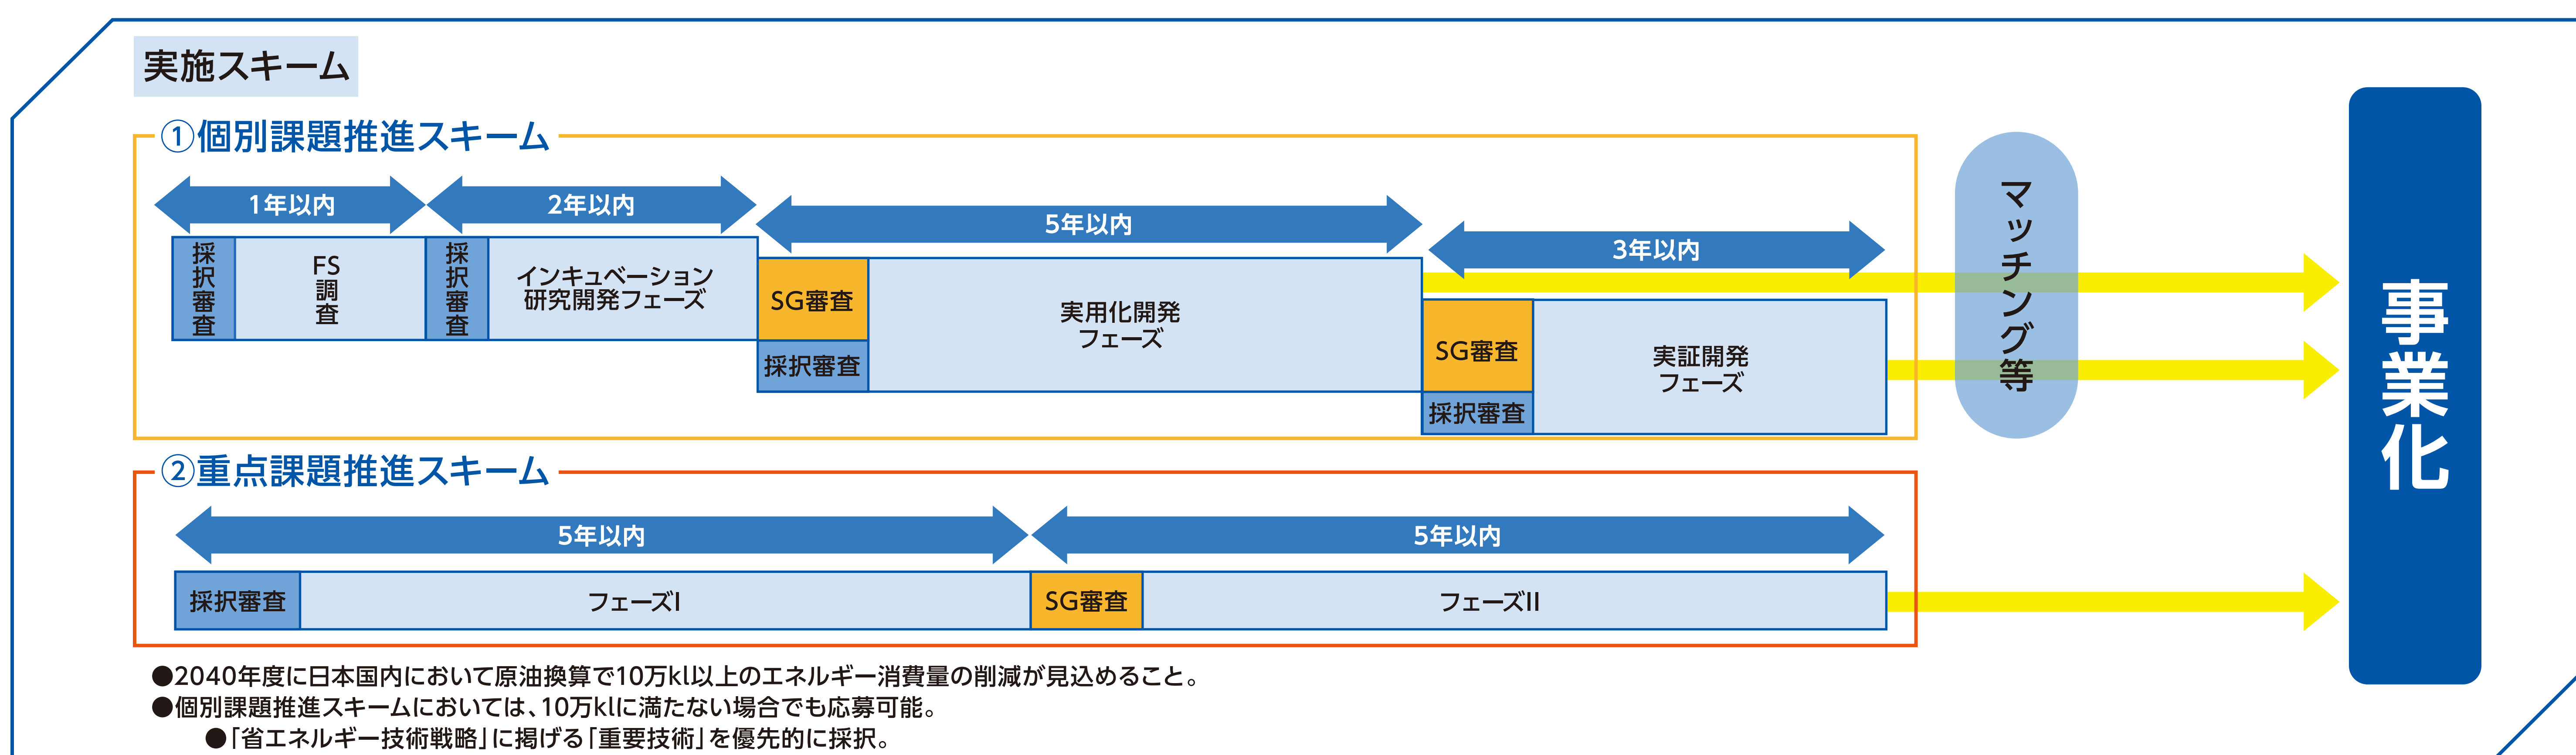 実施スキーム
①個別課題推進スキーム
1年以内
2年以内
5年以内
3年以内
採択審査
FS調査
採択審査
インキュベーション
研究開発フェーズ
SG審査
採択審査
実用化開発
フェーズ
SG審査
採択審査
実証開発
フェーズ
マッチング等
事業化
②重点課題推進スキーム
5年以内
5年以内
採択審査
フェーズI
SG審査
フェーズII
●2040年度に日本国内において原油換算で10万kl以上のエネルギー消費量の削減が見込めること。
●個別課題推進スキームにおいては、10万klに満たない場合でも応募可能。
●「省エネルギー技術戦略」に掲げる「重要技術」を優先的に採択。